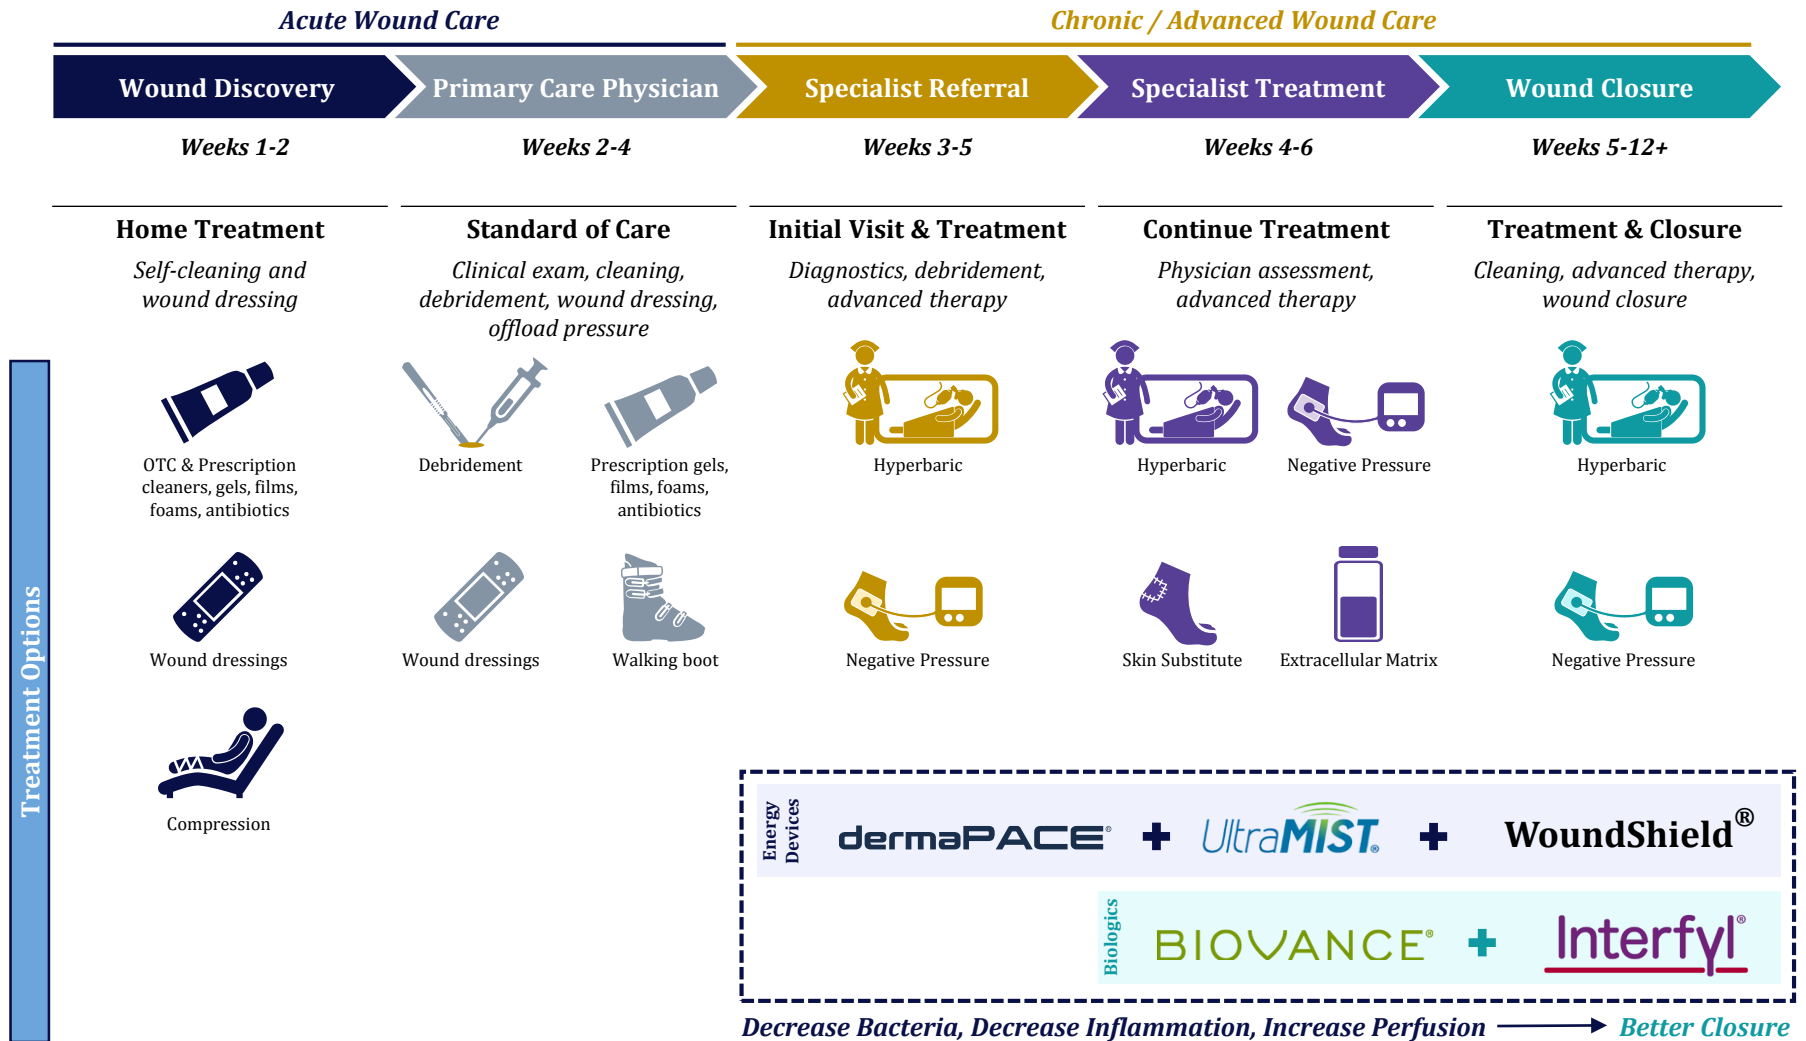 Acute Wound Care
Chronic / Advanced Wound Care
Wound Discovery
Primary Care Physician
Specialist Referral
Specialist Treatment
Wound Closure
Weeks 1-2
Weeks 2-4
Weeks 3-5
Weeks 4-6
Weeks 5-12+
Home Treatment
Self-cleaning and
wound dressing
Standard of Care
Clinical exam, cleaning,
debridement, wound dressing,
offload pressure
Initial Visit & Treatment
Diagnostics, debridement,
advanced therapy
Continue Treatment
Physician assessment,
advanced therapy
Treatment & Closure
Cleaning, advanced therapy,
wound closure
Treatment Options
OTC & Prescription
cleaners, gels, films,
foams, antibiotics
Wound dressings
Compression
Debridement
Prescription gels,
films, foams,
antibiotics
Wound dressings
Walking boot
Hyperbaric
Negative Pressure
Hyperbaric
Negative Pressure
Skin Substitute
Extracellular Matrix
Hyperbaric
Negative Pressure
Energy
Devices
dermaPACE®
UltraMIST®
WoundShield®
Biologics
BIOVANCE®
Interfyl®
Decrease Bacteria, Decrease Inflammation, Increase Perfusion
Better Closure